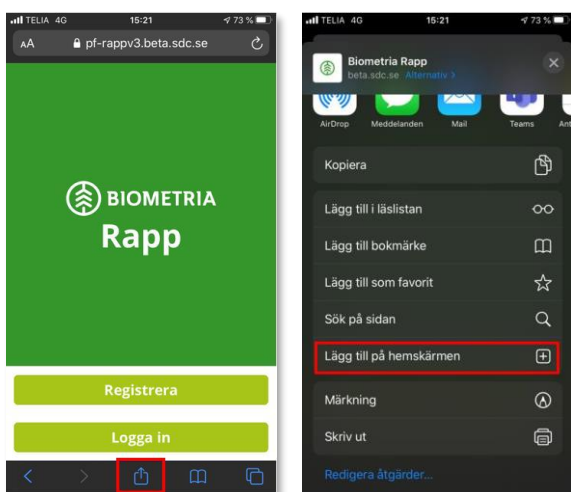 TELIA 4G 15:21 73 %
AA pf-rappv3.beta.sdc.se
BIOMETRIA
Rapp
Registrera
Logga in
TELIA 4G 15:21 73 %
Biometria Rapp
beta.sdc.se Alternativ >
AirDrop Meddelanden Mail Teams Ant
Kopiera
Lägg till i läslistan
Lägg till bokmärke
Lägg till som favorit
Sök på sidan
Lägg till på hemskärmen
Märkning
Skriv ut
Redigera åtgärder...